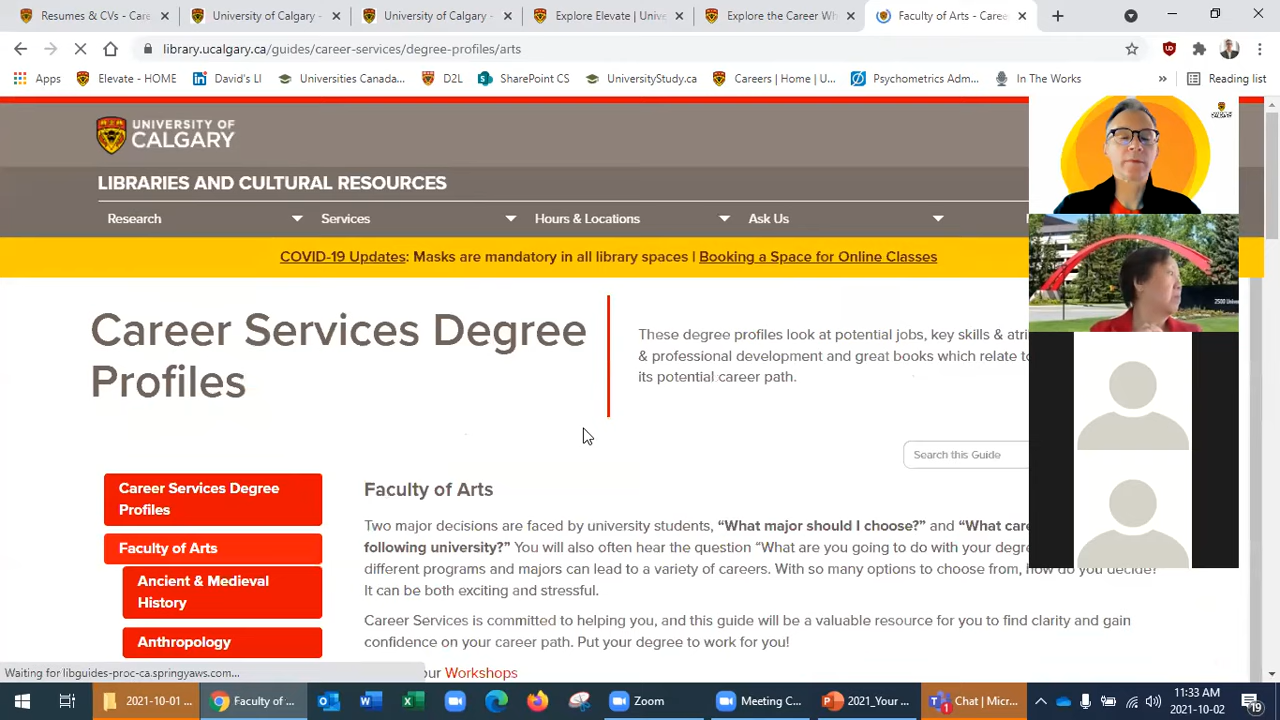 Resumes & CVs - Care
University of Calgary -
University of Calgary -
Explore Elevate | Unive
Explore the Career Wh
Faculty of Arts - Caree
library.ucalgary.ca/guides/career-services/degree-profiles/arts
Apps
Elevate - HOME
David's LI
Universities Canada...
D2L
SharePoint CS
UniversityStudy.ca
Careers | Home | U...
Psychometrics Adm...
In The Works
»
Reading list
UNIVERSITY OF
CALGARY
LIBRARIES AND CULTURAL RESOURCES
Research
Services
Hours & Locations
Ask Us
COVID-19 Updates: Masks are mandatory in all library spaces | Booking a Space for Online Classes
Career Services Degree
Profiles
These degree profiles look at potential jobs, key skills & atri
& professional development and great books which relate to
its potential career path.
Search this Guide
Career Services Degree
Profiles
Faculty of Arts
Ancient & Medieval
History
Anthropology
Faculty of Arts
Two major decisions are faced by university students, “What major should I choose?” and “What care
following university?” You will also often hear the question “What are you going to do with your degre
different programs and majors can lead to a variety of careers. With so many options to choose from, how do you decide?
It can be both exciting and stressful.
Career Services is committed to helping you, and this guide will be a valuable resource for you to find clarity and gain
confidence on your career path. Put your degree to work for you!
our Workshops
Waiting for libguides-proc-ca.springyaws.com...
2021-10-01 ...
Faculty of ...
Zoom
Meeting C...
2021_Your ...
Chat | Micr...
11:33 AM
2021-10-02
19